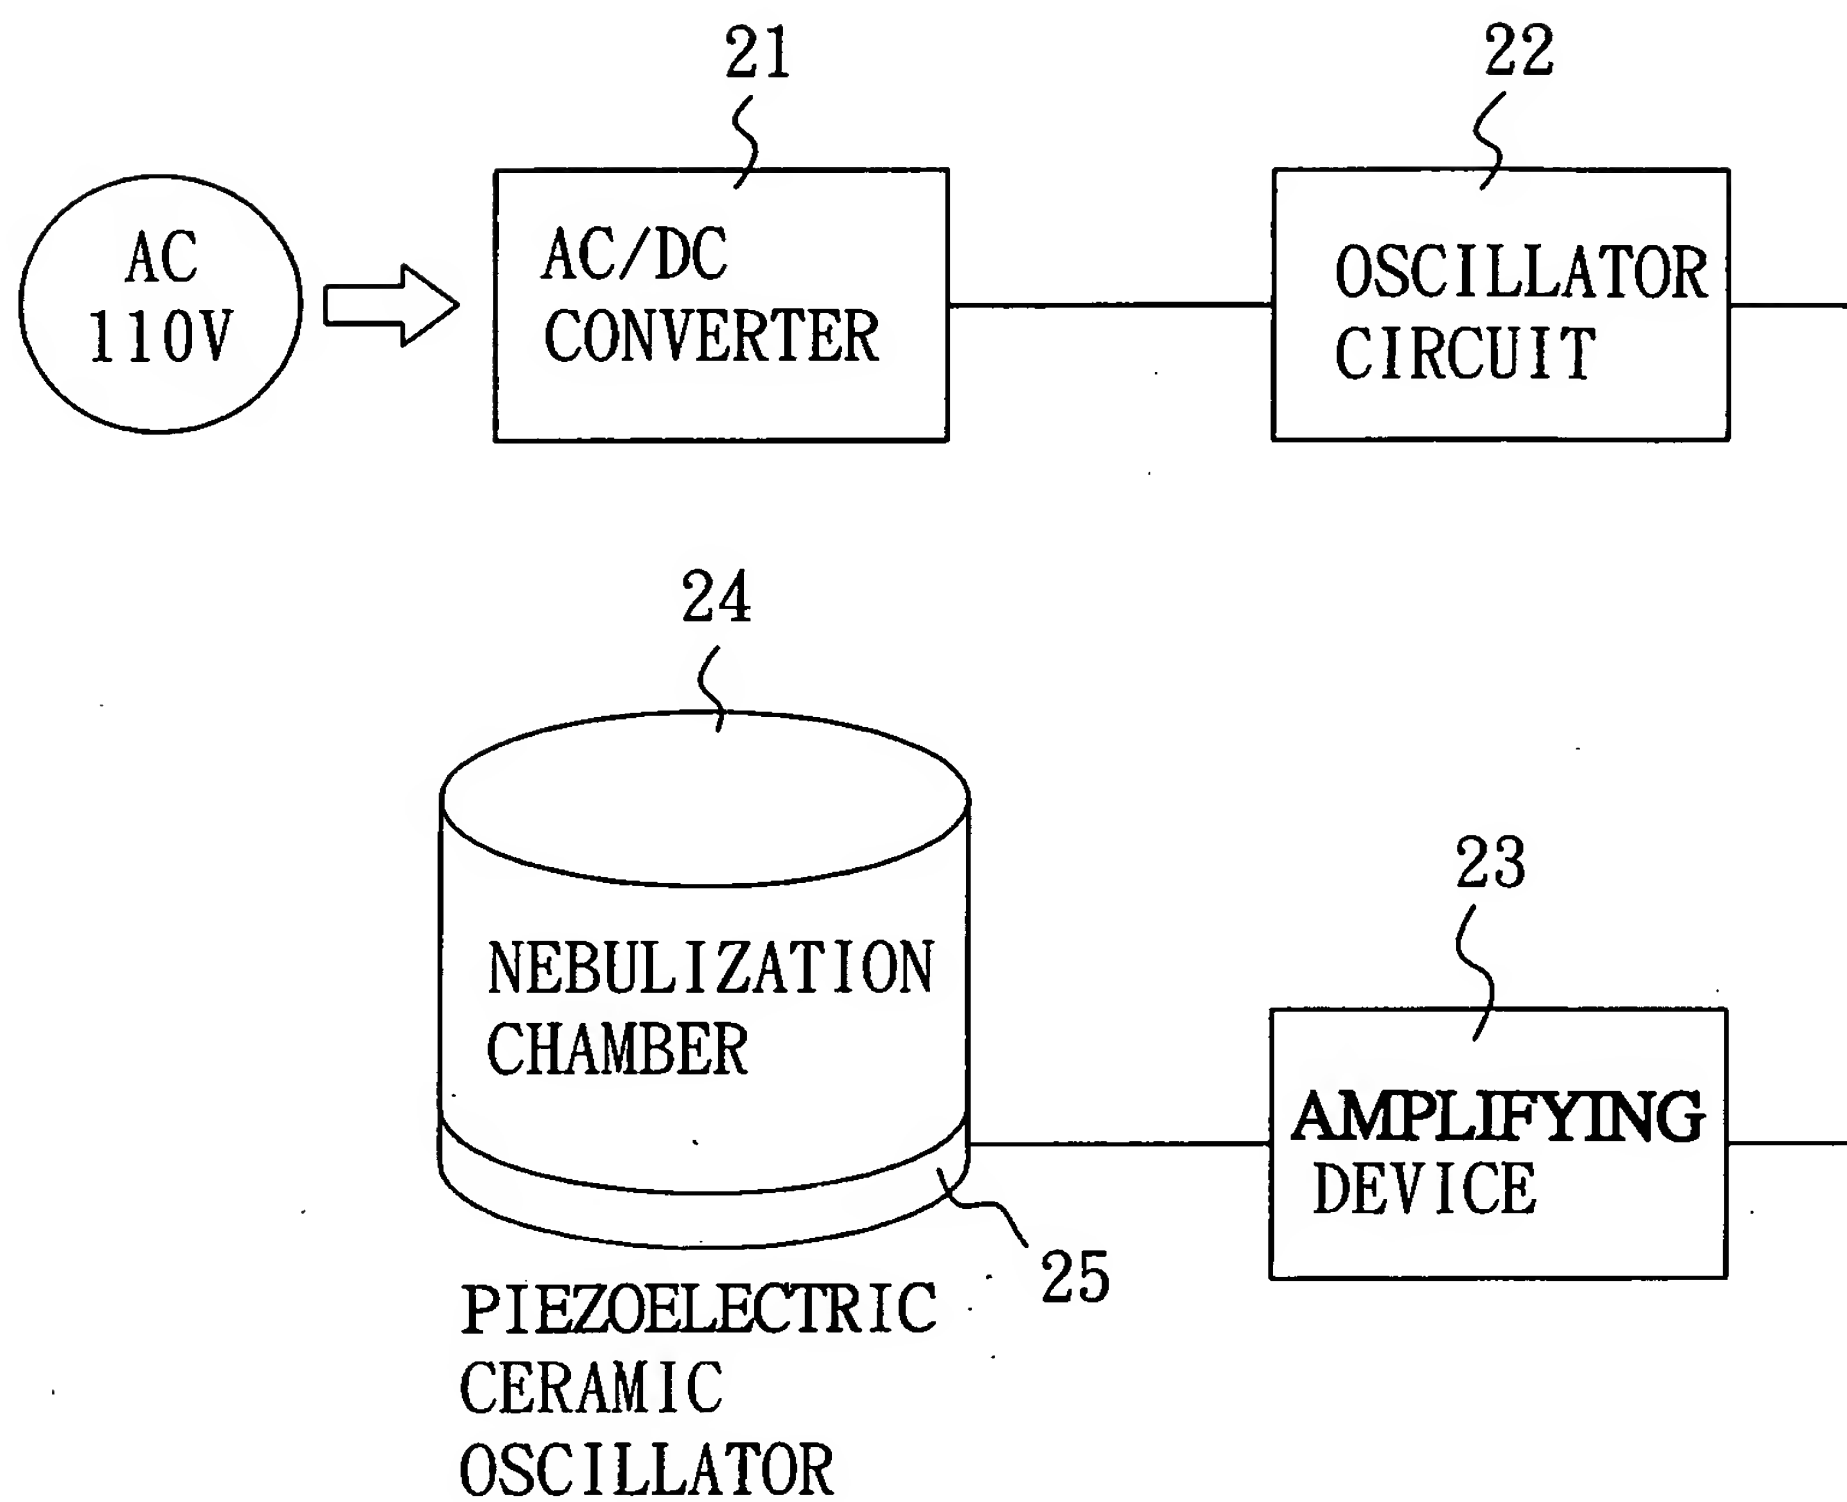 21
22
AC
110V
AC/DC
CONVERTER
OSCILLATOR
CIRCUIT
24
23
NEBULIZATION
CHAMBER
AMPLIFYING
DEVICE
25
PIEZOELECTRIC
CERAMIC
OSCILLATOR